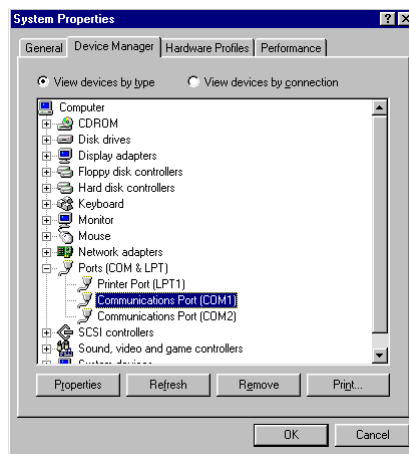 System Properties
General Device Manager Hardware Profiles Performance
View devices by type View devices by connection
Computer
CDROM
Disk drives
Display adapters
Floppy disk controllers
Hard disk controllers
Keyboard
Monitor
Mouse
Network adapters
Ports (COM & LPT)
Printer Port (LPT1)
Communications Port (COM1)
Communications Port (COM2)
SCSI controllers
Sound, video and game controllers
System devices
Properties Refresh Remove Print...
OK Cancel